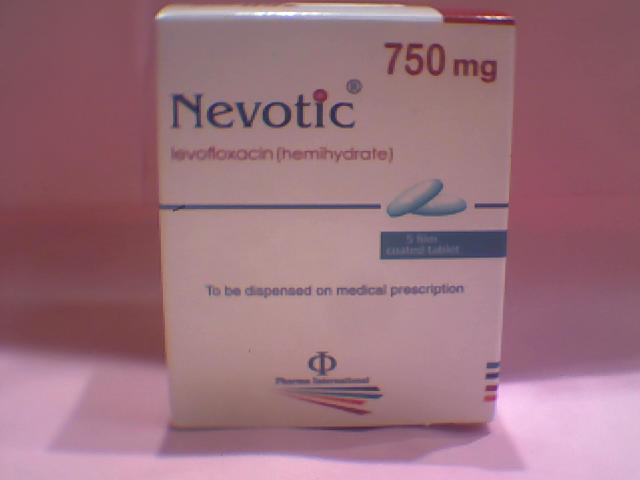 750 mg
Nevotic®
levofloxacin (hemihydrate)
5 film
coated tablet
To be dispensed on medical prescription
Pharma International